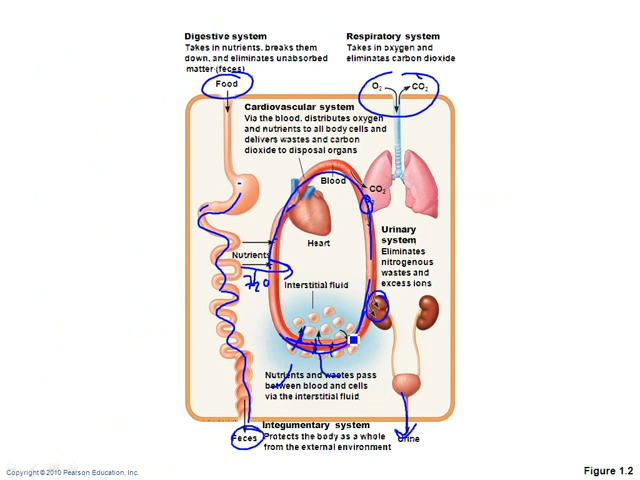 Digestive system
Takes in nutrients, breaks them
down, and eliminates unabsorbed
matter (feces)
Respiratory system
Takes in oxygen and
eliminates carbon dioxide
Food
O2
CO2
Cardiovascular system
Via the blood, distributes oxygen
and nutrients to all body cells and
delivers wastes and carbon
dioxide to disposal organs
Blood
CO2
O2
Heart
Urinary
system
Eliminates
nitrogenous
wastes and
excess ions
Nutrients
H2O
Interstitial fluid
Nutrients and wastes pass
between blood and cells
via the interstitial fluid
Feces
Integumentary system
Protects the body as a whole
from the external environment
Urine
Copyright © 2010 Pearson Education, Inc.
Figure 1.2